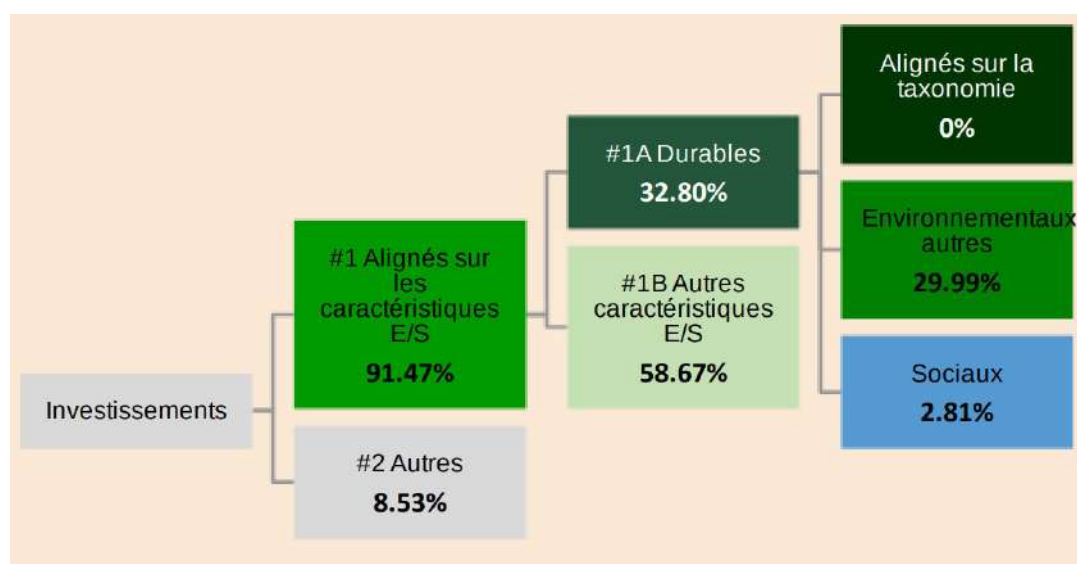 Investissements
#1 Alignés sur
les
caractéristiques
E/S
91.47%
#2 Autres
8.53%
#1A Durables
32.80%
#1B Autres
caractéristiques
E/S
58.67%
Alignés sur la
taxonomie
0%
Environnementaux
autres
29.99%
Sociaux
2.81%